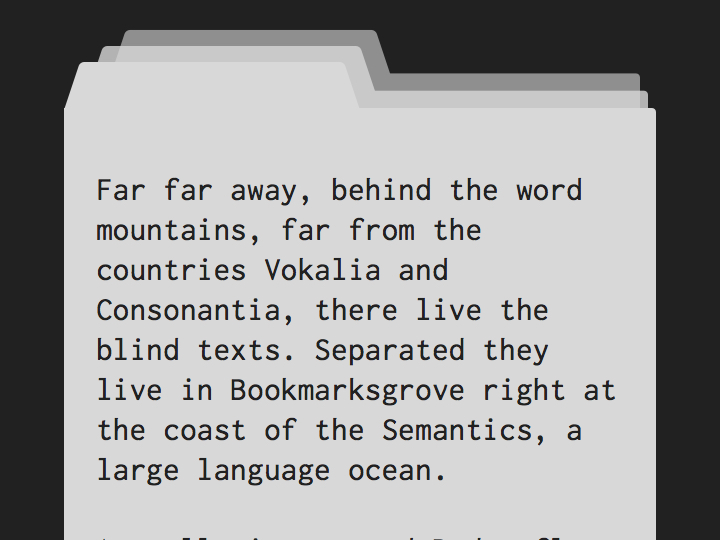 Far far away, behind the word
mountains, far from the
countries Vokalia and
Consonantia, there live the
blind texts. Separated they
live in Bookmarksgrove right at
the coast of the Semantics, a
large language ocean.